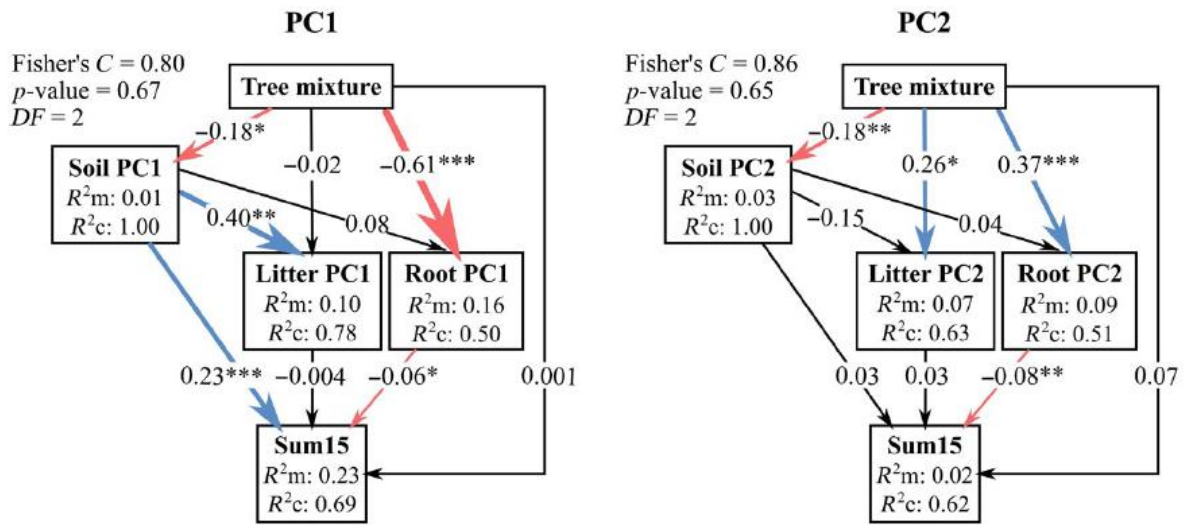 PC1
Fisher's C = 0.80
p-value = 0.67
DF = 2
Tree mixture
−0.18*
−0.02
−0.61***
Soil PC1
R²m: 0.01
R²c: 1.00
0.40**
0.08
Litter PC1
R²m: 0.10
R²c: 0.78
Root PC1
R²m: 0.16
R²c: 0.50
0.23***
−0.004
−0.06*
0.001
Sum15
R²m: 0.23
R²c: 0.69
PC2
Fisher's C = 0.86
p-value = 0.65
DF = 2
Tree mixture
−0.18**
0.26*
0.37***
Soil PC2
R²m: 0.03
R²c: 1.00
−0.15
0.04
Litter PC2
R²m: 0.07
R²c: 0.63
Root PC2
R²m: 0.09
R²c: 0.51
0.03
0.03
−0.08**
0.07
Sum15
R²m: 0.02
R²c: 0.62